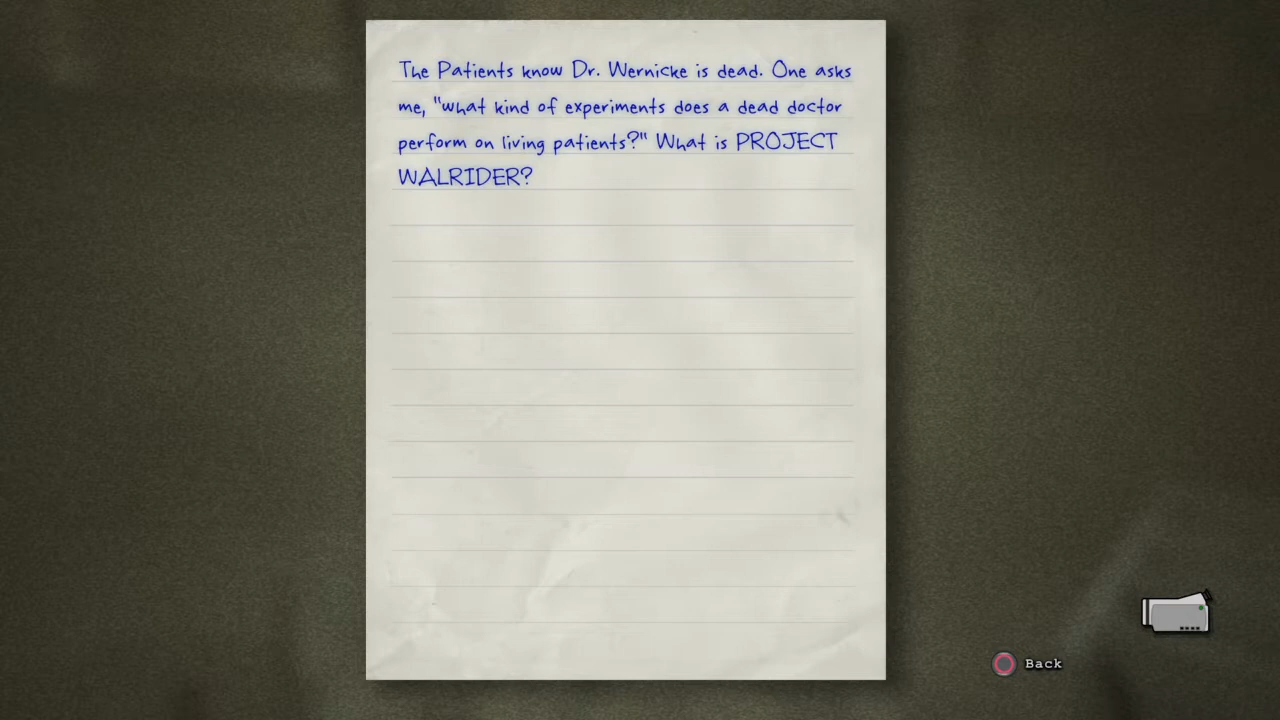 The Patients know Dr. Wernicke is dead. One asks
me, "what kind of experiments does a dead doctor
perform on living patients?" What is PROJECT
WALRIDER?
Back